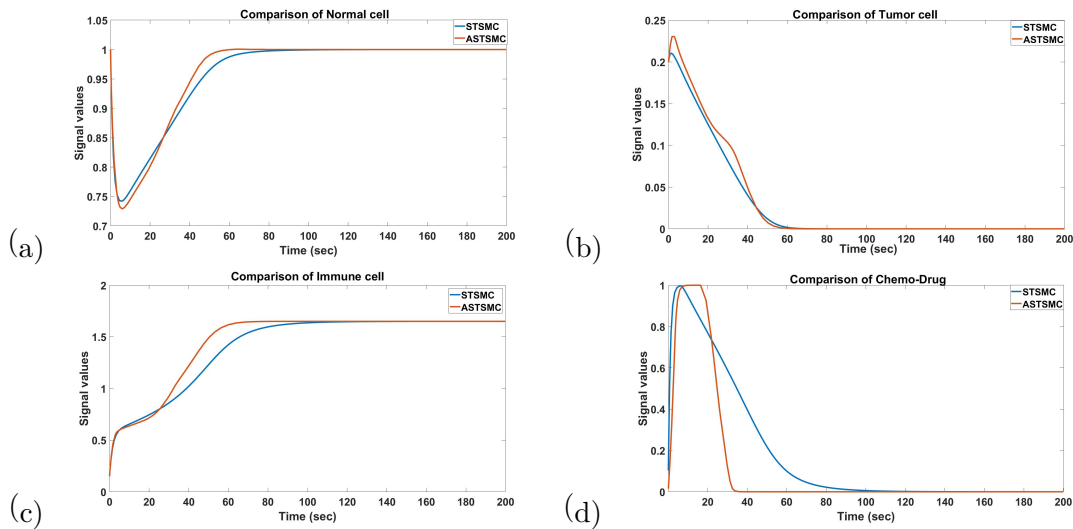 Comparison of Normal cell
STSMC
ASTSMC
Signal values
1.05
1
0.95
0.9
0.85
0.8
0.75
0.7
0 20 40 60 80 100 120 140 160 180 200
Time (sec)
(a)
Comparison of Tumor cell
STSMC
ASTSMC
Signal values
0.25
0.2
0.15
0.1
0.05
0
0 20 40 60 80 100 120 140 160 180 200
Time (sec)
(b)
Comparison of Immune cell
STSMC
ASTSMC
Signal values
2
1.5
1
0.5
0
0 20 40 60 80 100 120 140 160 180 200
Time (sec)
(c)
Comparison of Chemo-Drug
STSMC
ASTSMC
Signal values
1
0.8
0.6
0.4
0.2
0
20 40 60 80 100 120 140 160 180 200
Time (sec)
(d)